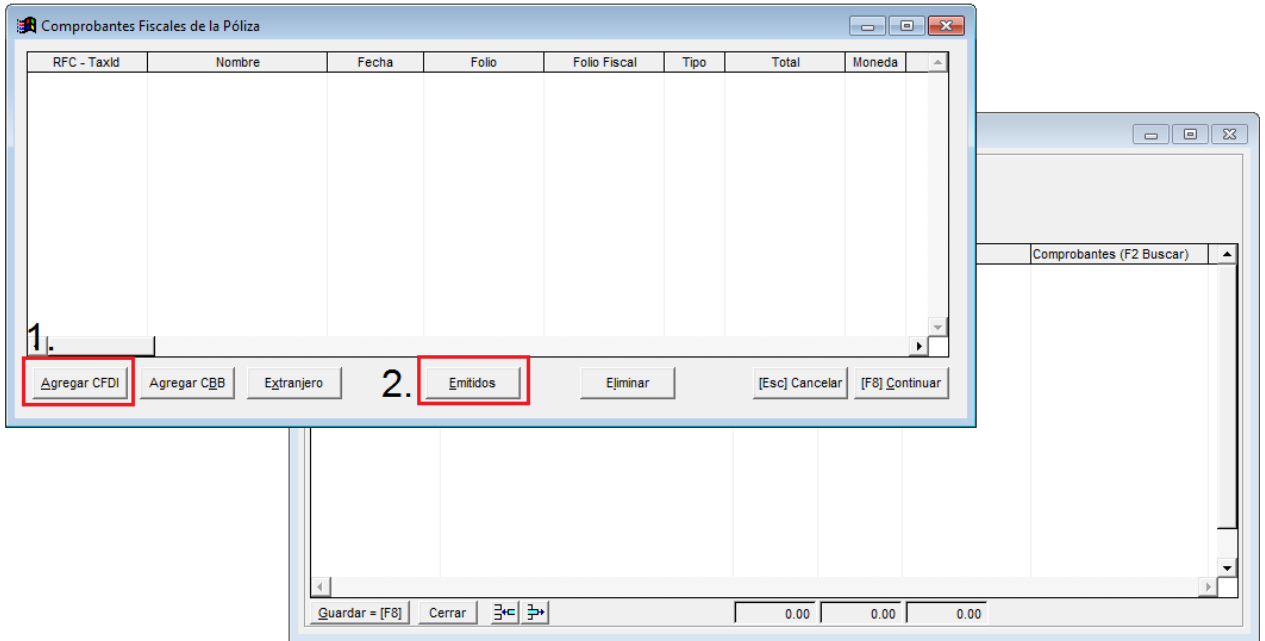 Comprobantes Fiscales de la Póliza
RFC - TaxId Nombre Fecha Folio Folio Fiscal Tipo Total Moneda
Comprobantes (F2 Buscar)
1.
Agregar CFDI Agregar CBB Extranjero 2. Emitidos Eliminar [Esc] Cancelar [F8] Continuar
Guardar = [F8] Cerrar 0.00 0.00 0.00